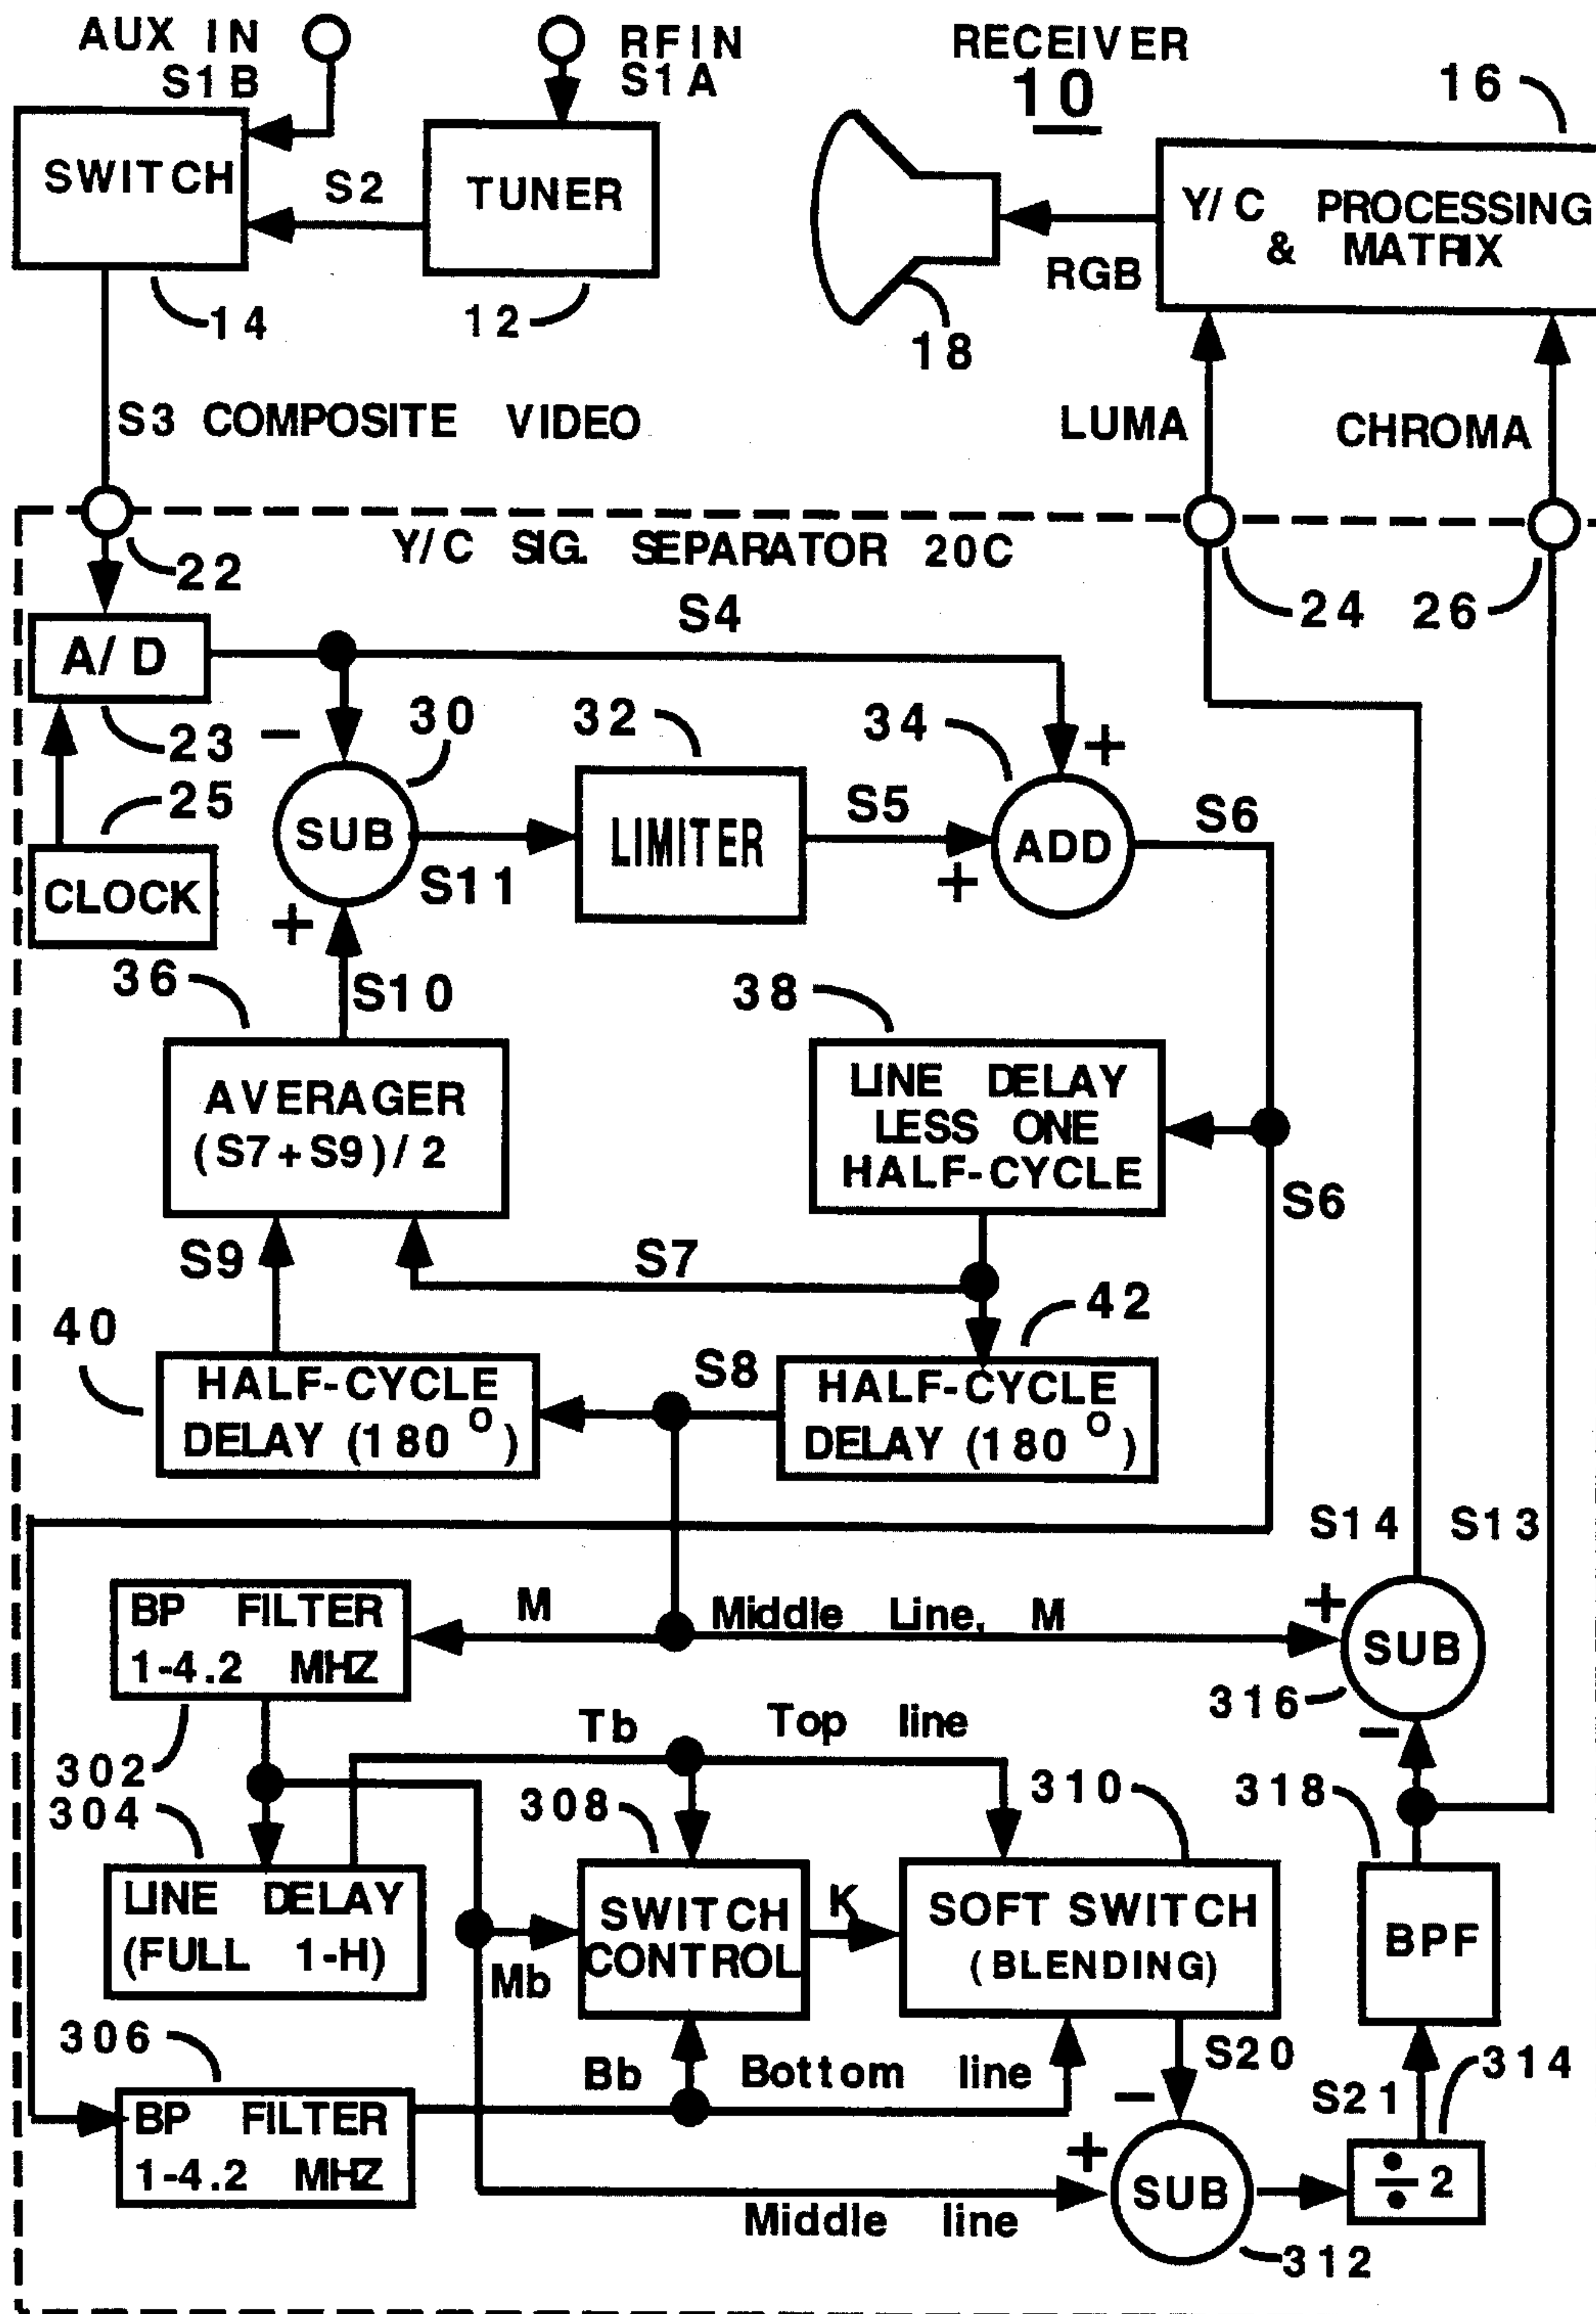 AUX IN
S1B
RFIN
S1A
RECEIVER
10
16
SWITCH
S2
TUNER
Y/C PROCESSING
& MATRIX
RGB
14
12
18
S3 COMPOSITE VIDEO
LUMA
CHROMA
22
Y/C SIG. SEPARATOR 20C
24
26
A/D
S4
23
−
30
32
34
+
25
SUB
S11
LIMITER
S5
+
ADD
S6
CLOCK
+
36
S10
38
AVERAGER
(S7+S9)/2
LINE DELAY
LESS ONE
HALF-CYCLE
S6
S9
S7
42
40
HALF-CYCLE
DELAY (180 O)
S8
HALF-CYCLE
DELAY (180 O)
S14
S13
BP FILTER
1-4.2 MHZ
M
Middle Line, M
+
SUB
316
−
302
Tb
Top line
304
308
310
318
LINE DELAY
(FULL 1-H)
Mb
SWITCH
CONTROL
K
SOFT SWITCH
(BLENDING)
BPF
306
Bb
Bottom line
S20
S21
314
BP FILTER
1-4.2 MHZ
−
+
SUB
÷ 2
Middle line
312